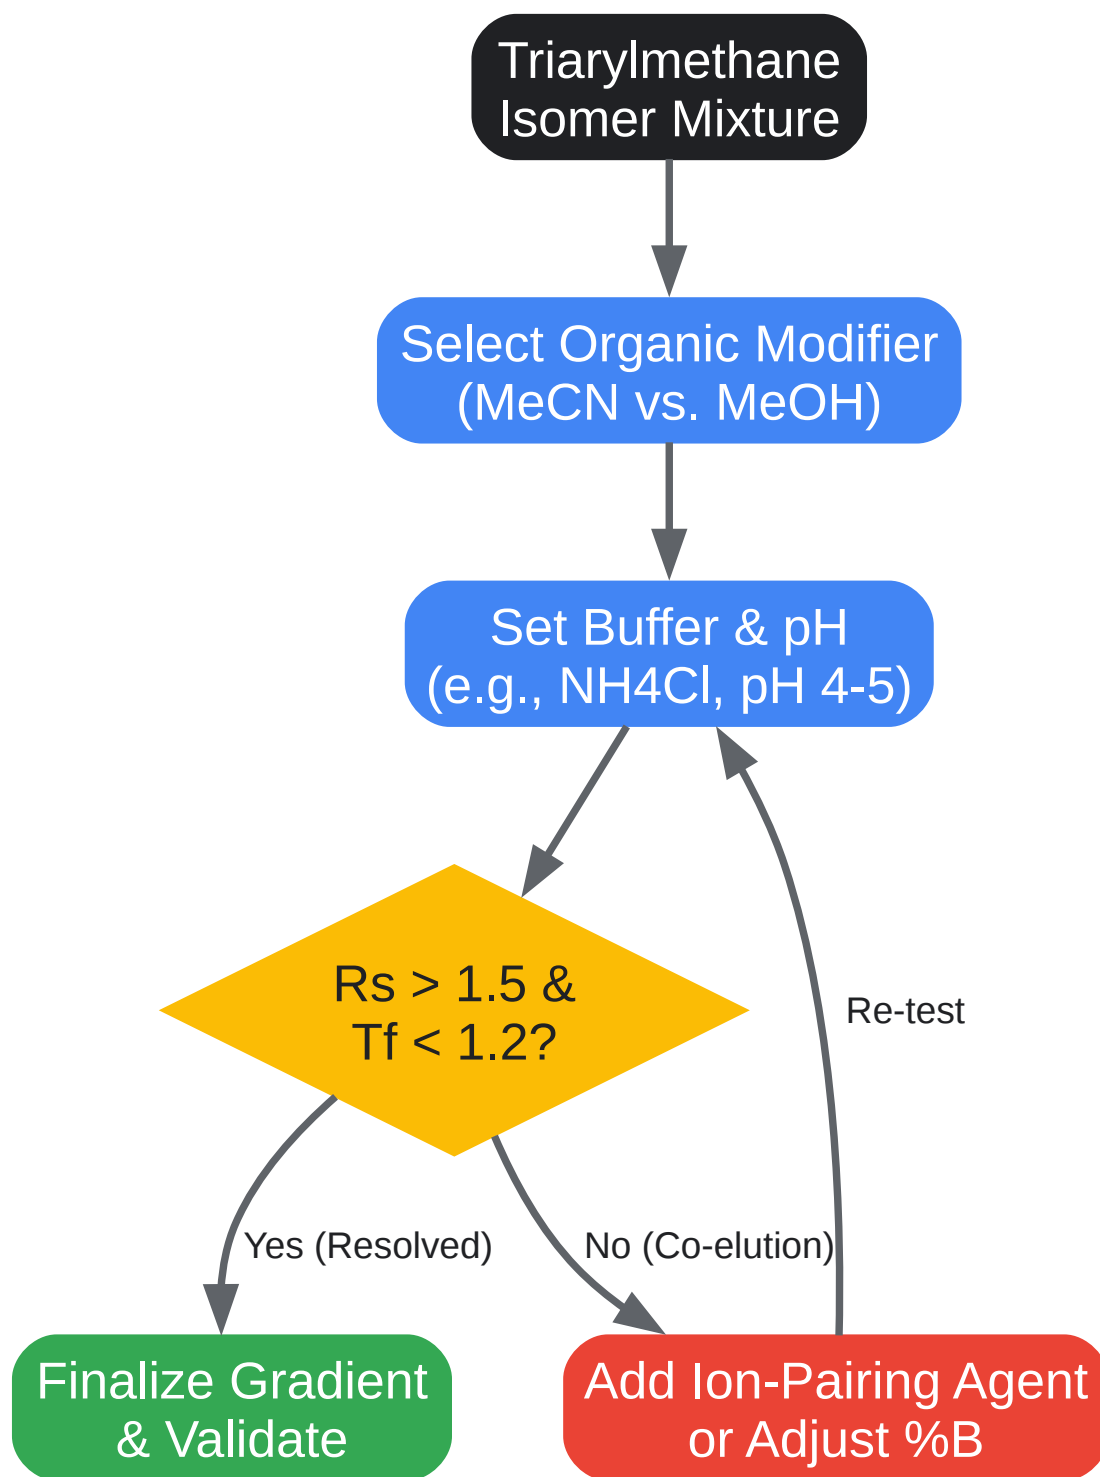 Triarylmethane
Isomer Mixture
Select Organic Modifier
(MeCN vs. MeOH)
Set Buffer & pH
(e.g., NH4Cl, pH 4-5)
Rs > 1.5 &
Tf < 1.2?
Re-test
Yes (Resolved)
No (Co-elution)
Finalize Gradient
& Validate
Add Ion-Pairing Agent
or Adjust %B